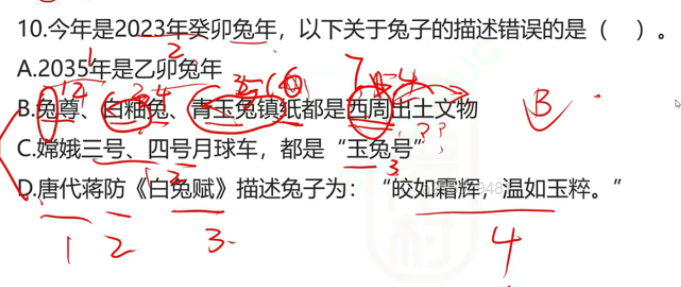 10.今年是2023年癸卯兔年，以下关于兔子的描述错误的是（ ）。
1 2
A.2035年是乙卯兔年
B.兔尊、白釉兔、青玉兔镇纸都是西周出土文物
B
C.嫦娥三号、四号月球车，都是“玉兔号”
3
D.唐代蒋防《白兔赋》描述兔子为：“皎如霜辉，温如玉粹。”
1 2 3. 4